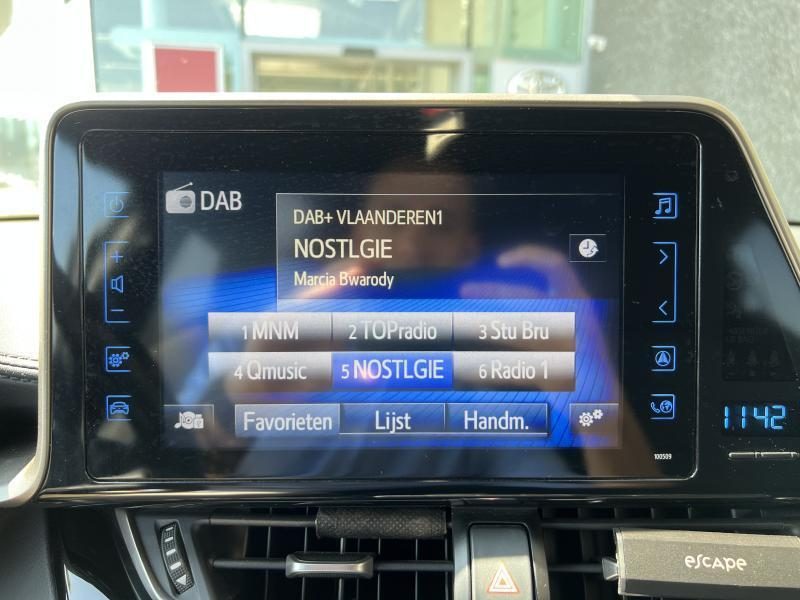 DAB
DAB+ VLAANDEREN1
NOSTLGIE
Marcia Bwarody
1 MNM 2 TOPradio 3 Stu Bru
4 Qmusic 5 NOSTLGIE 6 Radio 1
Favorieten Lijst Handm.
100509
11:42
escape